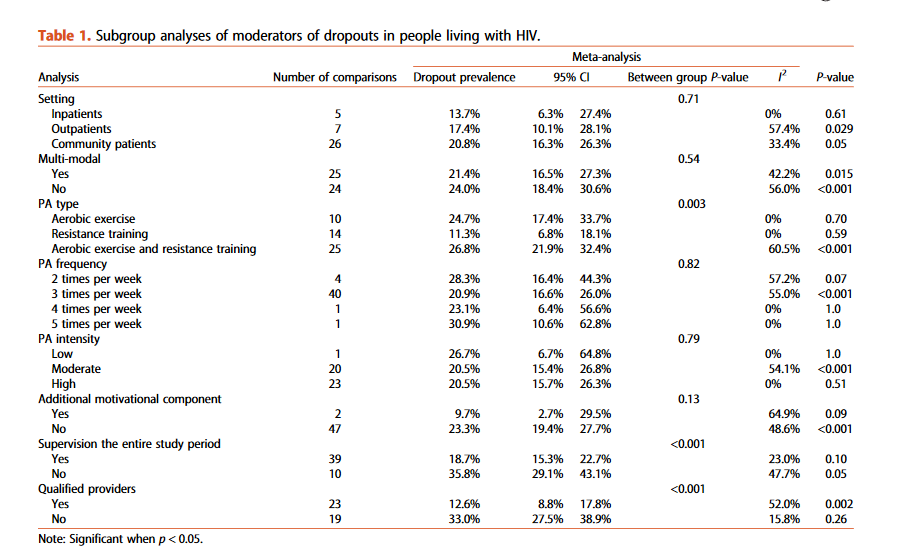 Table 1. Subgroup analyses of moderators of dropouts in people living with HIV.
Meta-analysis
Analysis Number of comparisons Dropout prevalence 95% CI Between group P-value I² P-value
Setting 0.71
Inpatients 5 13.7% 6.3% 27.4% 0% 0.61
Outpatients 7 17.4% 10.1% 28.1% 57.4% 0.029
Community patients 26 20.8% 16.3% 26.3% 33.4% 0.05
Multi-modal 0.54
Yes 25 21.4% 16.5% 27.3% 42.2% 0.015
No 24 24.0% 18.4% 30.6% 56.0% <0.001
PA type 0.003
Aerobic exercise 10 24.7% 17.4% 33.7% 0% 0.70
Resistance training 14 11.3% 6.8% 18.1% 0% 0.59
Aerobic exercise and resistance training 25 26.8% 21.9% 32.4% 60.5% <0.001
PA frequency 0.82
2 times per week 4 28.3% 16.4% 44.3% 57.2% 0.07
3 times per week 40 20.9% 16.6% 26.0% 55.0% <0.001
4 times per week 1 23.1% 6.4% 56.6% 0% 1.0
5 times per week 1 30.9% 10.6% 62.8% 0% 1.0
PA intensity 0.79
Low 1 26.7% 6.7% 64.8% 0% 1.0
Moderate 20 20.5% 15.4% 26.8% 54.1% <0.001
High 23 20.5% 15.7% 26.3% 0% 0.51
Additional motivational component 0.13
Yes 2 9.7% 2.7% 29.5% 64.9% 0.09
No 47 23.3% 19.4% 27.7% 48.6% <0.001
Supervision the entire study period <0.001
Yes 39 18.7% 15.3% 22.7% 23.0% 0.10
No 10 35.8% 29.1% 43.1% 47.7% 0.05
Qualified providers <0.001
Yes 23 12.6% 8.8% 17.8% 52.0% 0.002
No 19 33.0% 27.5% 38.9% 15.8% 0.26
Note: Significant when p < 0.05.